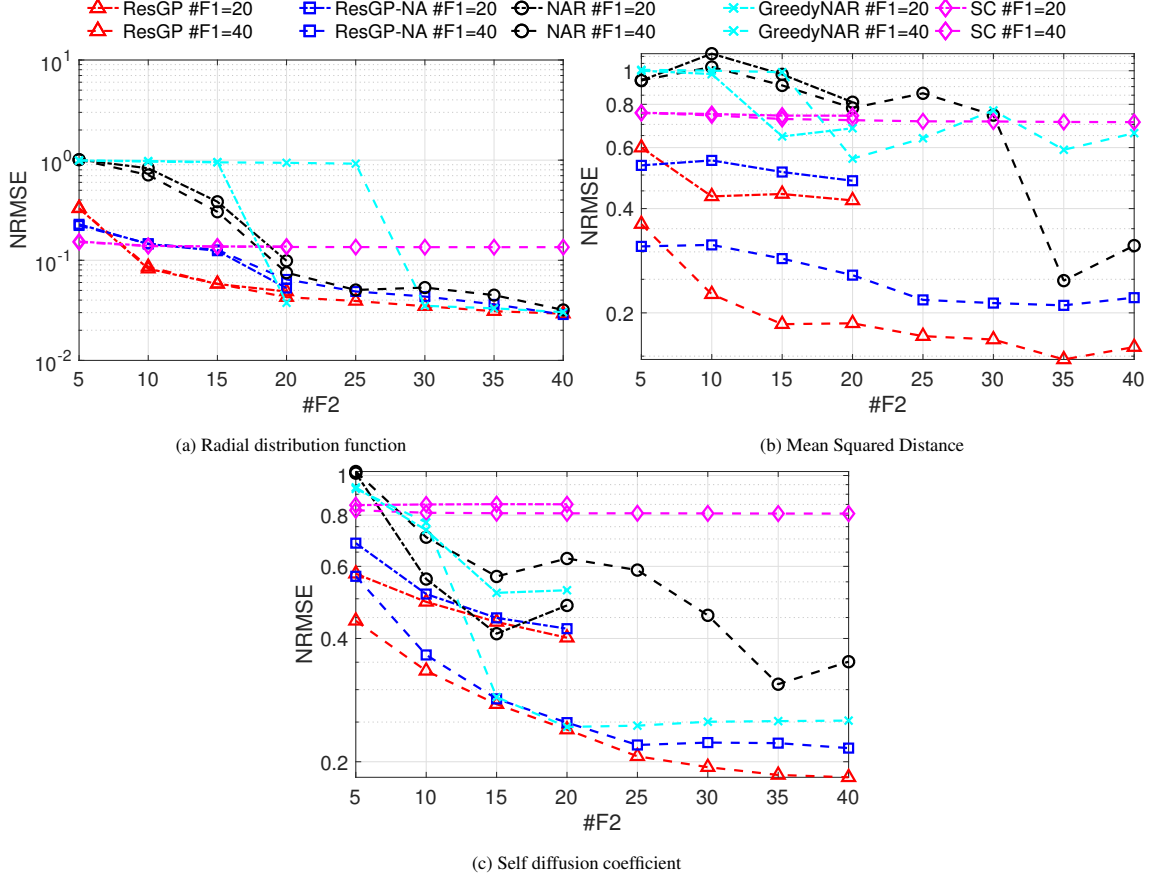 ResGP #F1=20 ResGP-NA #F1=20 NAR #F1=20 GreedyNAR #F1=20 SC #F1=20
ResGP #F1=40 ResGP-NA #F1=40 NAR #F1=40 GreedyNAR #F1=40 SC #F1=40
NRMSE
10^1
10^0
10^-1
10^-2
5 10 15 20 25 30 35 40
#F2
(a) Radial distribution function
NRMSE
1
0.8
0.6
0.4
0.2
5 10 15 20 25 30 35 40
#F2
(b) Mean Squared Distance
NRMSE
1
0.8
0.6
0.4
0.2
5 10 15 20 25 30 35 40
#F2
(c) Self diffusion coefficient